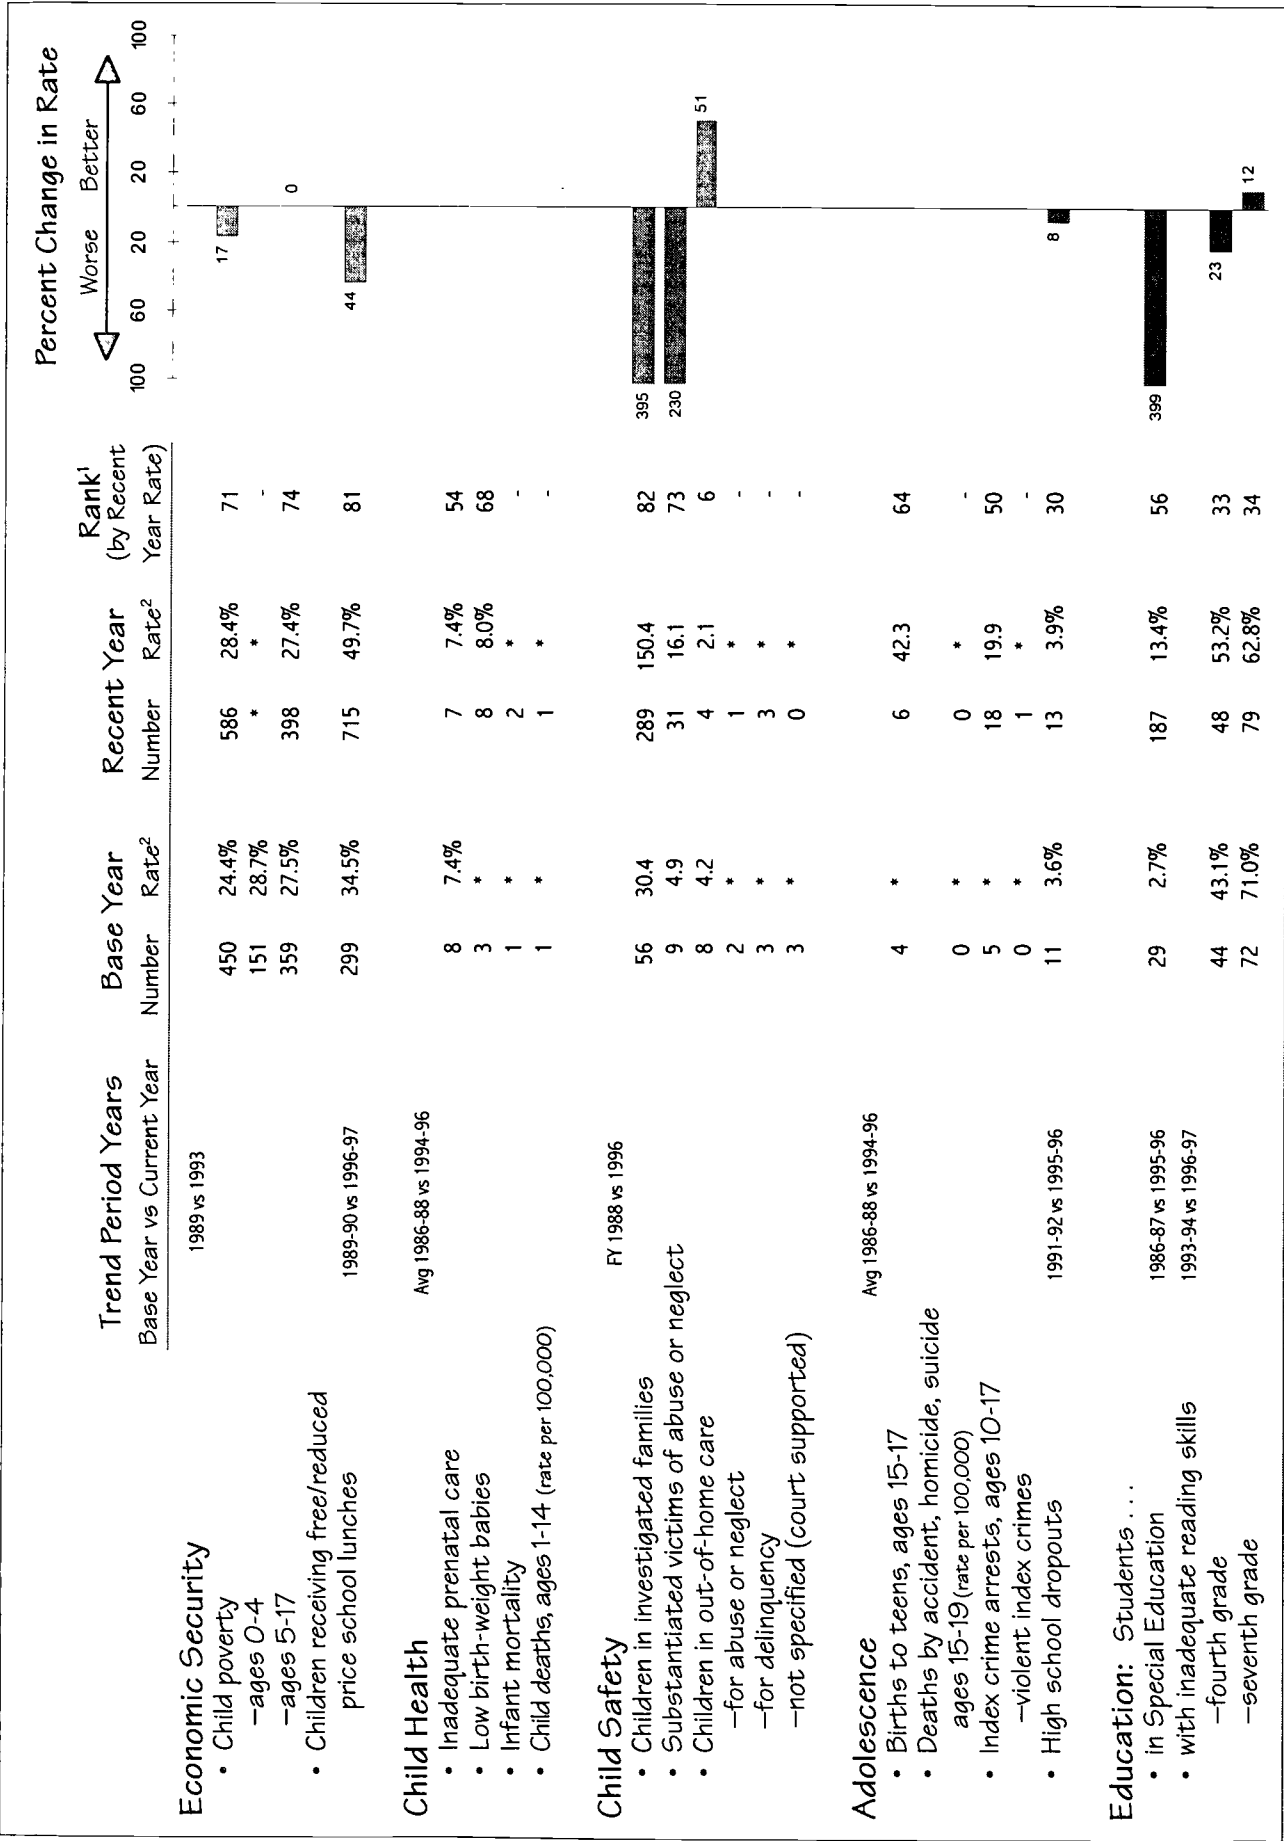 Percent Change in Rate
Worse Better
100 60 20 20 60 100
Trend Period Years Base Year Recent Year Rank¹
(by Recent
Base Year vs Current Year Number Rate² Number Rate² Year Rate)
Economic Security
1989 vs 1993
• Child poverty 450 24.4% 586 28.4% 71 17
–ages 0-4 151 28.7% * * -
–ages 5-17 359 27.5% 398 27.4% 74 0
• Children receiving free/reduced
price school lunches 1989-90 vs 1996-97 299 34.5% 715 49.7% 81 44
Child Health
Avg 1986-88 vs 1994-96
• Inadequate prenatal care 8 7.4% 7 7.4% 54
• Low birth-weight babies 3 * 8 8.0% 68
• Infant mortality 1 * 2 * -
• Child deaths, ages 1-14 (rate per 100,000) 1 * 1 * -
Child Safety
FY 1988 vs 1996
• Children in investigated families 56 30.4 289 150.4 82 395
• Substantiated victims of abuse or neglect 9 4.9 31 16.1 73 230
• Children in out-of-home care 8 4.2 4 2.1 6 51
–for abuse or neglect 2 * 1 * -
–for delinquency 3 * 3 * -
–not specified (court supported) 3 * 0 * -
Adolescence
Avg 1986-88 vs 1994-96
• Births to teens, ages 15-17 4 * 6 42.3 64
• Deaths by accident, homicide, suicide
ages 15-19 (rate per 100,000) 0 * 0 * -
• Index crime arrests, ages 10-17 5 * 18 19.9 50
–violent index crimes 0 * 1 * -
• High school dropouts 1991-92 vs 1995-96 11 3.6% 13 3.9% 30 8
Education: Students . . .
• in Special Education 1986-87 vs 1995-96 29 2.7% 187 13.4% 56 399
• with inadequate reading skills 1993-94 vs 1996-97
–fourth grade 44 43.1% 48 53.2% 33 23
–seventh grade 72 71.0% 79 62.8% 34 12